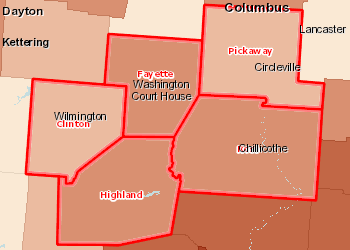 Columbus
Dayton
Lancaster
Kettering
Pickaway
Circleville
Fayette
Washington
Court House
Wilmington
Clinton
Chillicothe
Highland